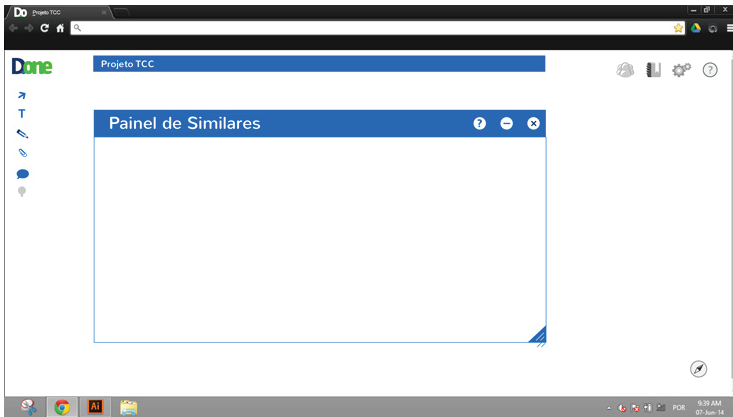 Do Projeto TCC
Done
Projeto TCC
?
T
Painel de Similares
?
Ai
POR
9:39 AM
07-Jun-14